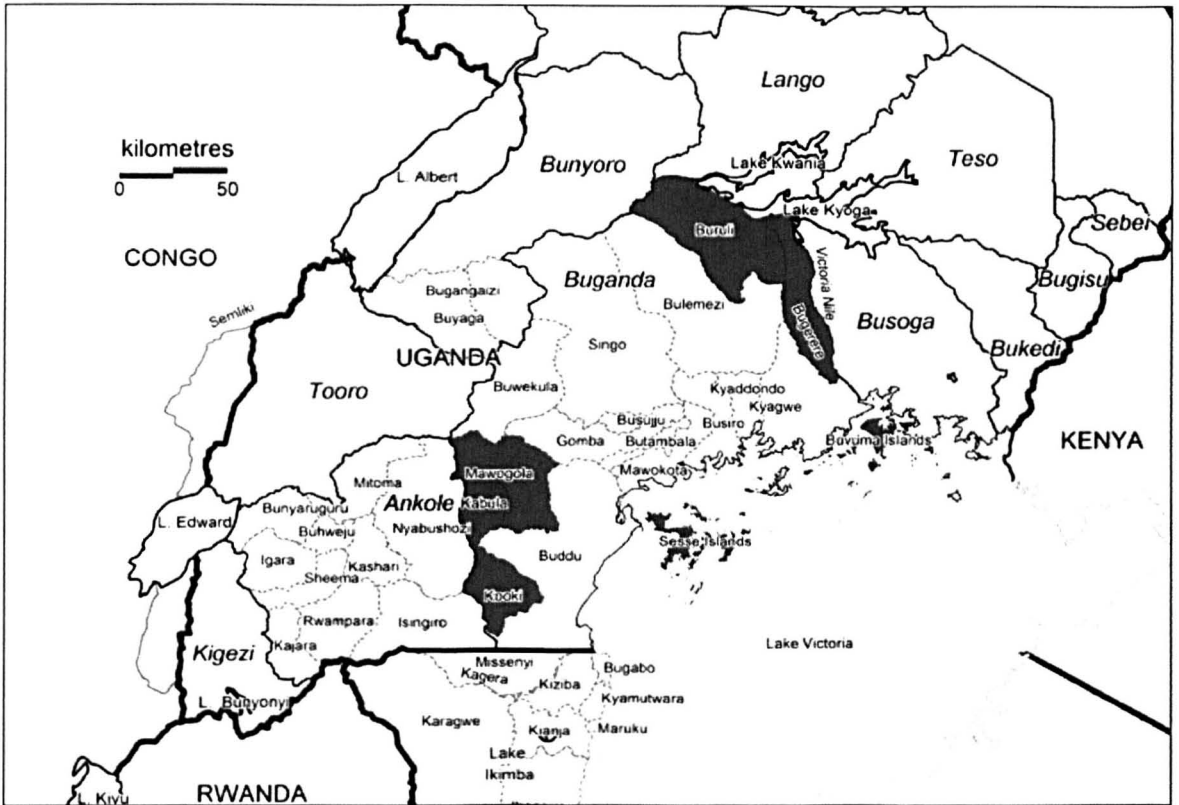 Lango
kilometres
0 50
Bunyoro
Lake Kwania
Teso
L. Albert
Lake Kyoga
Sebei
Buruli
CONGO
Buganda
Victoria Nile
Bugisu
Bugangaizi
Bulemezi
Buyaga
Semliki
Busoga
Bugerere
Singo
Bukedi
UGANDA
Tooro
Buwekula
Kyaddondo
Kyagwe
Busujju
Busiro
Gomba
Butambala
Buvuma Islands
KENYA
Mawogola
Mawokota
Mitoma
Ankole
Kabula
Bunyaruguru
L. Edward
Buhweju
Nyabushozi
Sesse Islands
Buddu
Igara
Kashari
Sheema
Kooki
Rwampara
Isingiro
Kajara
Lake Victoria
Kigezi
Missenyi
Bugabo
Kagera
Kiziba
L. Bunyonyi
Kyamutwara
Karagwe
Kianja
Maruku
Lake
Ikimba
L. Kivu
RWANDA